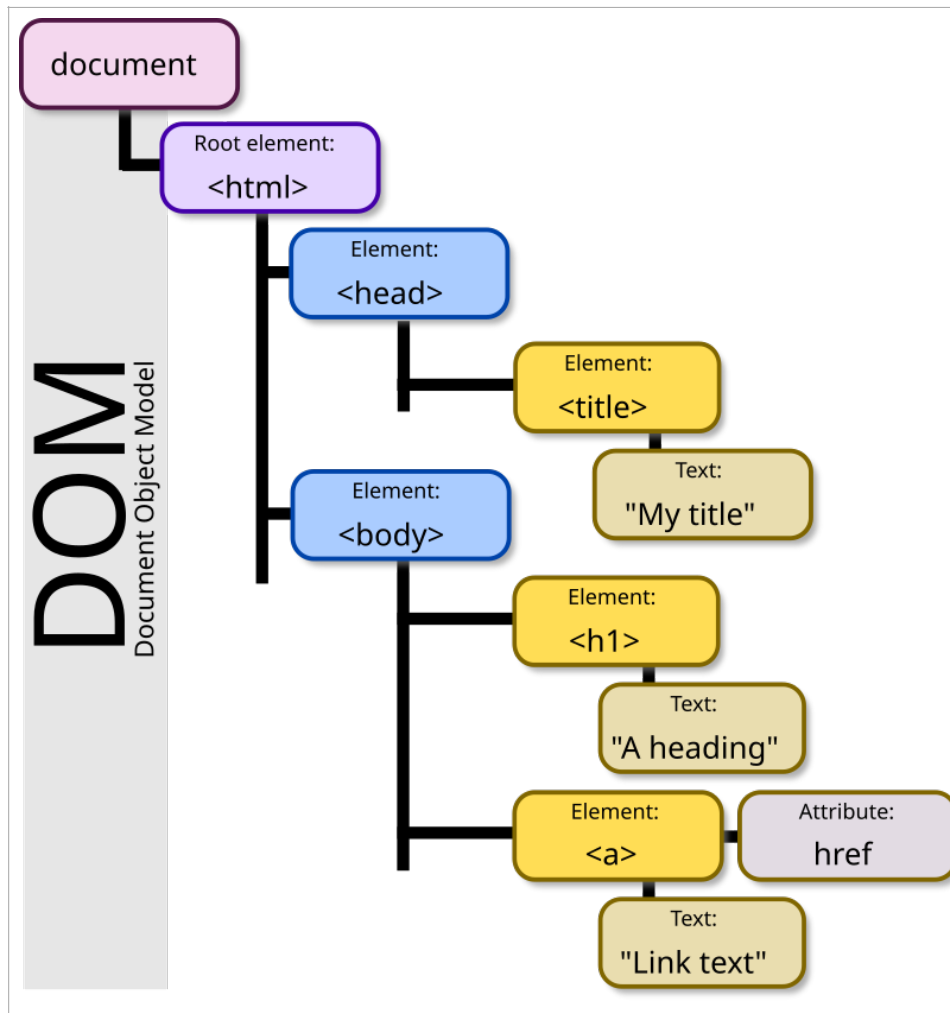 document
Root element:
<html>
Element:
<head>
Element:
<title>
Text:
"My title"
Element:
<body>
Element:
<h1>
Text:
"A heading"
Element:
<a>
Attribute:
href
Text:
"Link text"
DOM
Document Object Model